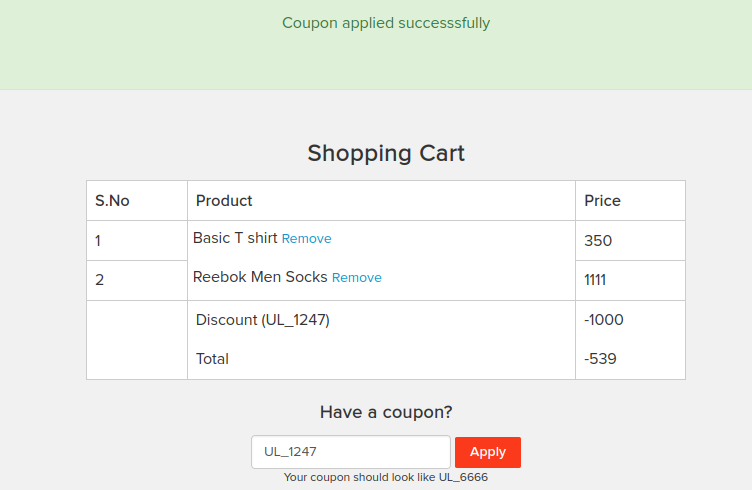 Coupon applied successsfully
Shopping Cart
S.No Product Price
1 Basic T shirt Remove 350
2 Reebok Men Socks Remove 1111
Discount (UL_1247) -1000
Total -539
Have a coupon?
UL_1247 Apply
Your coupon should look like UL_6666